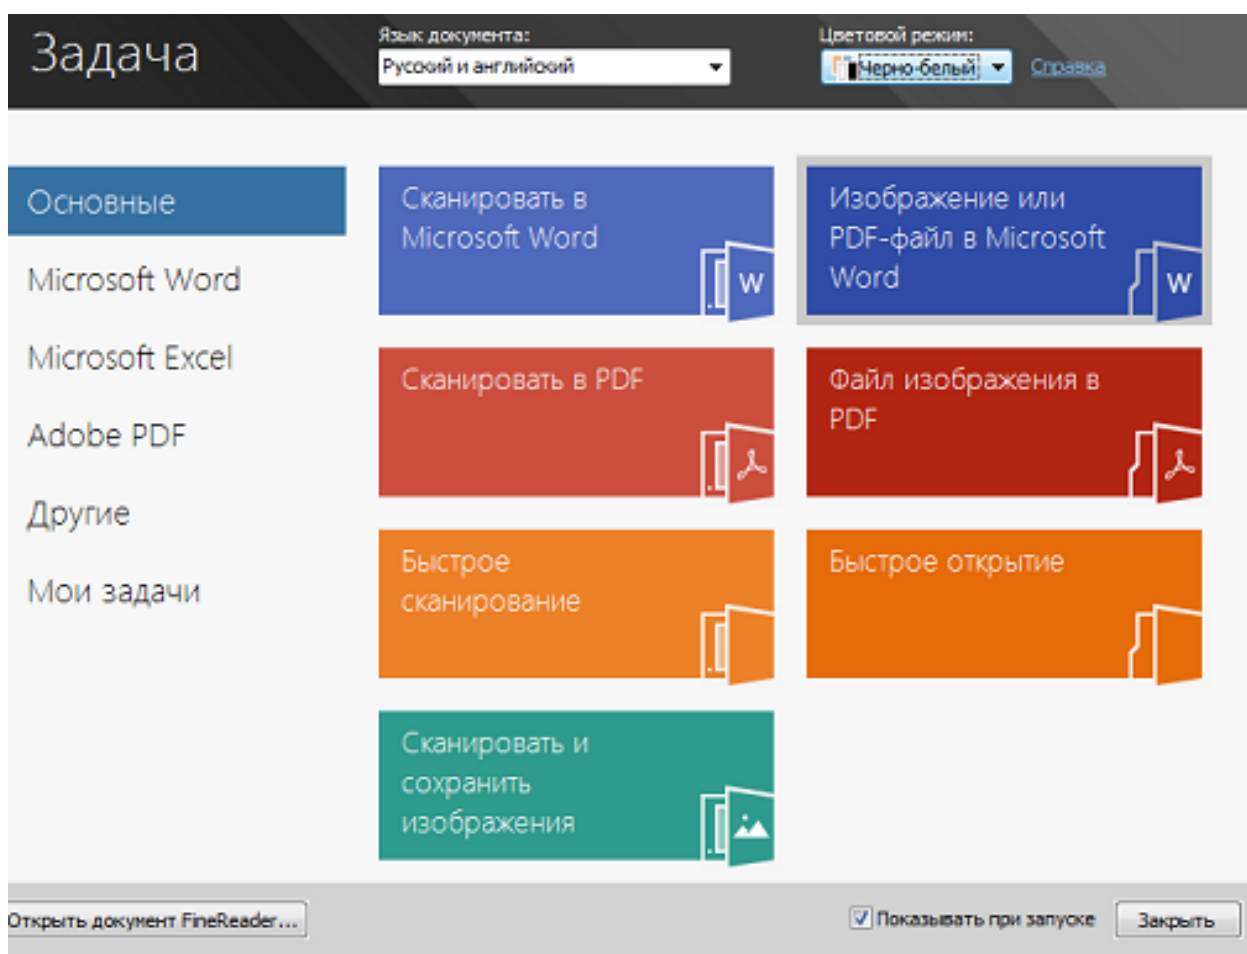 Задача
Язык документа:
Русский и английский
Цветовой режим:
Черно-белый
Справка
Основные
Microsoft Word
Microsoft Excel
Adobe PDF
Другие
Мои задачи
Сканировать в
Microsoft Word
W
Изображение или
PDF-файл в Microsoft
Word
W
Сканировать в PDF
Файл изображения в
PDF
Быстрое
сканирование
Быстрое открытие
Сканировать и
сохранить
изображения
Открыть документ FineReader...
Показывать при запуске
Закрыть